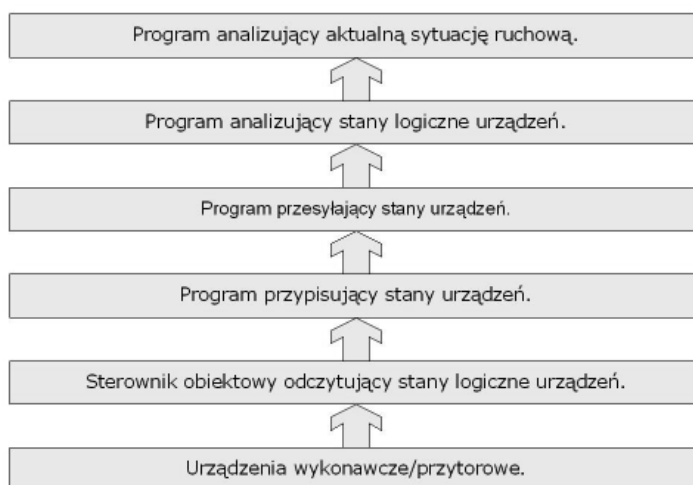 Program analizujący aktualną sytuację ruchową.
Program analizujący stany logiczne urządzeń.
Program przesyłający stany urządzeń.
Program przypisujący stany urządzeń.
Sterownik obiektowy odczytujący stany logiczne urządzeń.
Urządzenia wykonawcze/przytorowe.